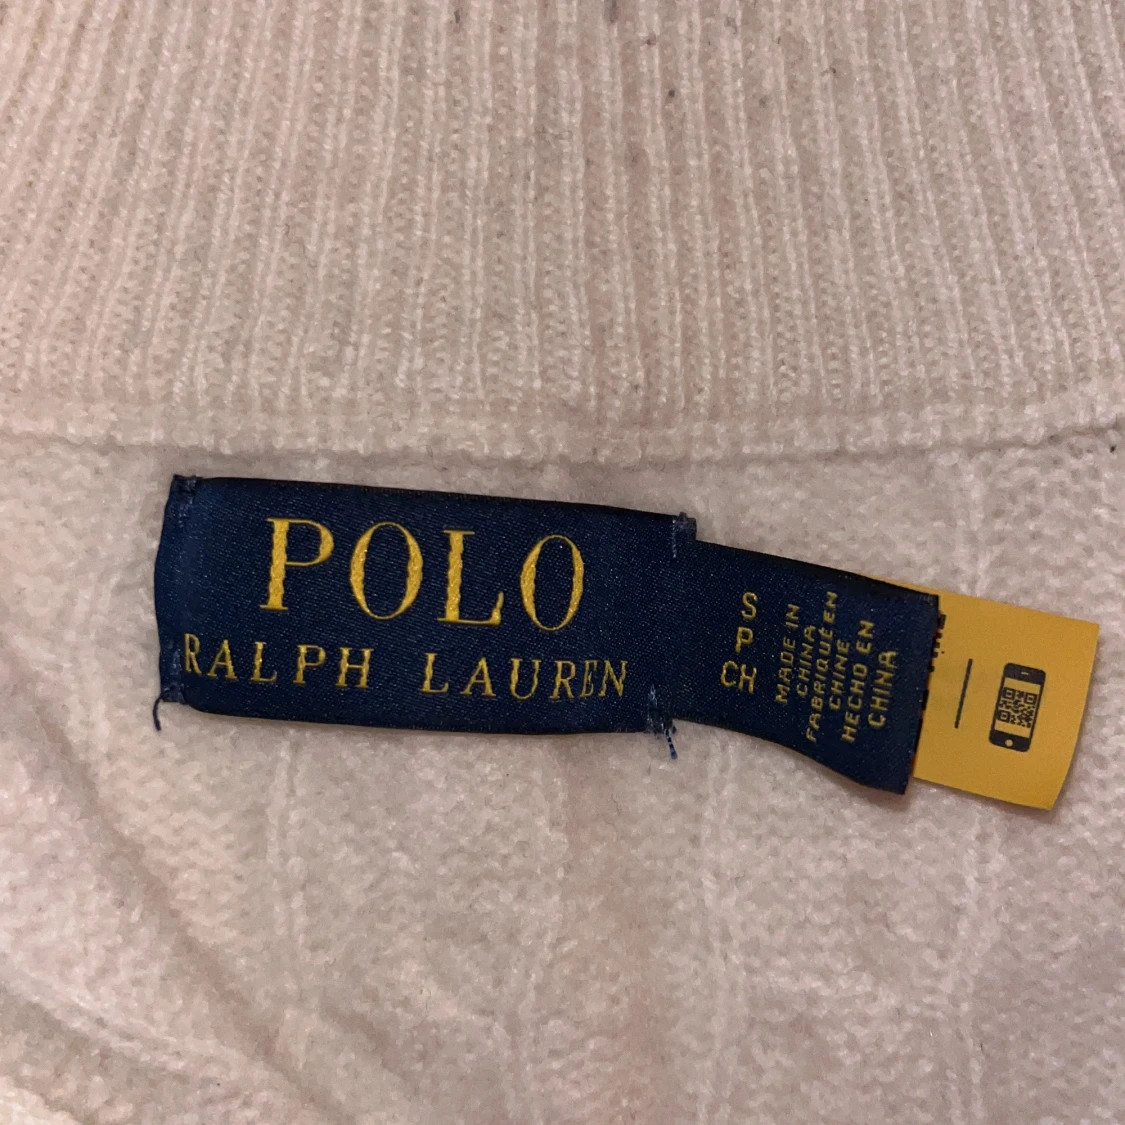 POLO
RALPH LAUREN
S
P
CH
MADE IN
CHINA
FABRIQUÉ EN
CHINE
HECHO EN
CHINA